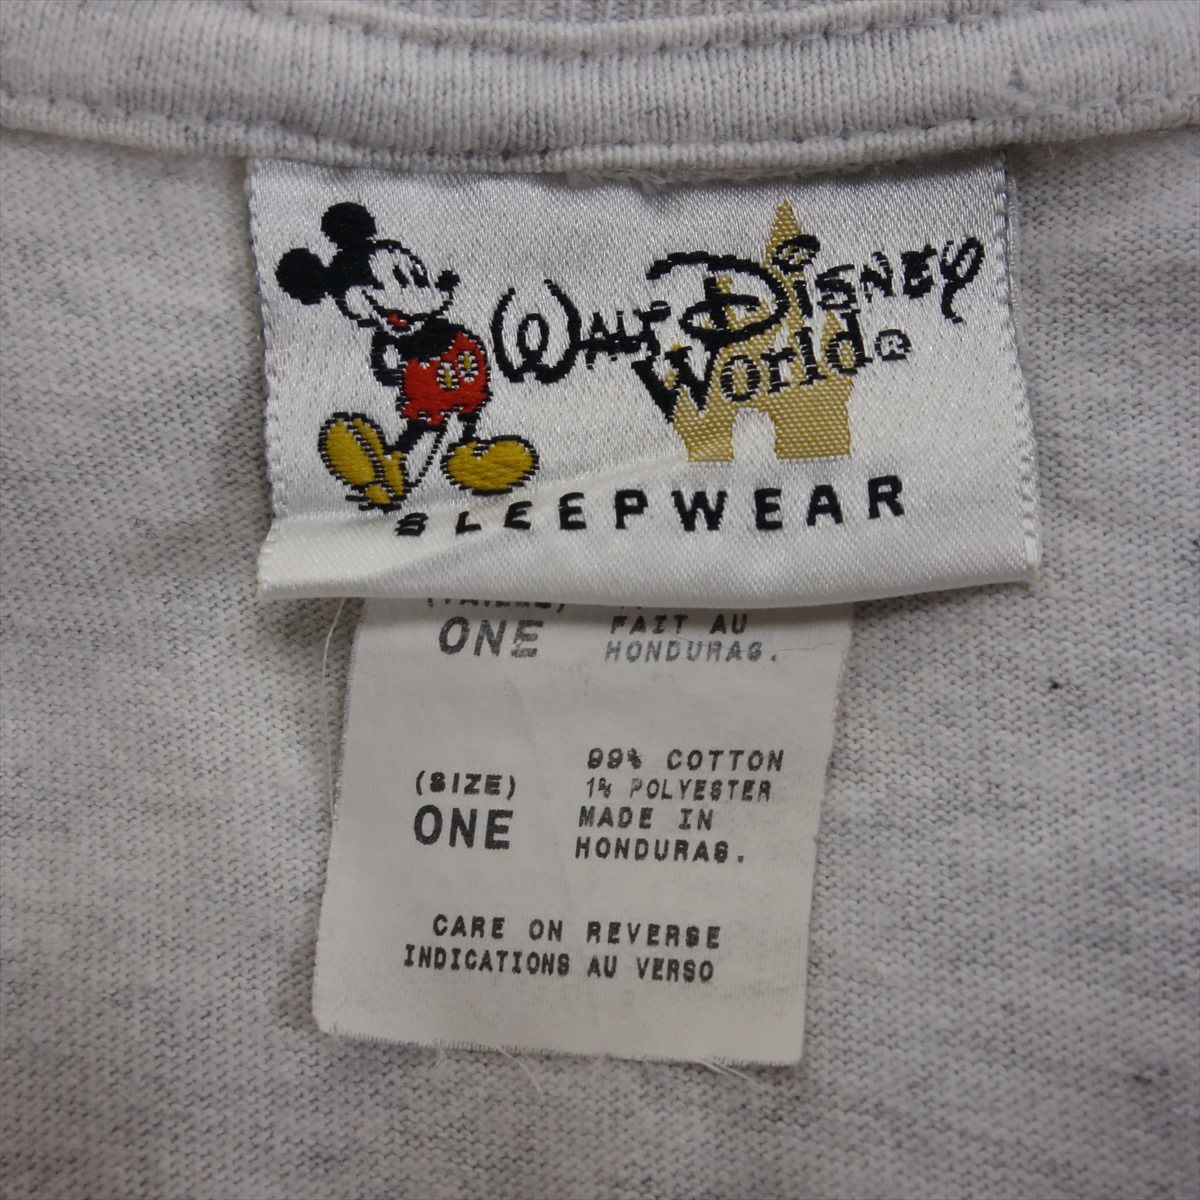 WALT DISNEY
World®
SLEEPWEAR
(TAILLE)
ONE
FAIT AU
HONDURAS.
99% COTTON
1% POLYESTER
(SIZE)
ONE
MADE IN
HONDURAS.
CARE ON REVERSE
INDICATIONS AU VERSO